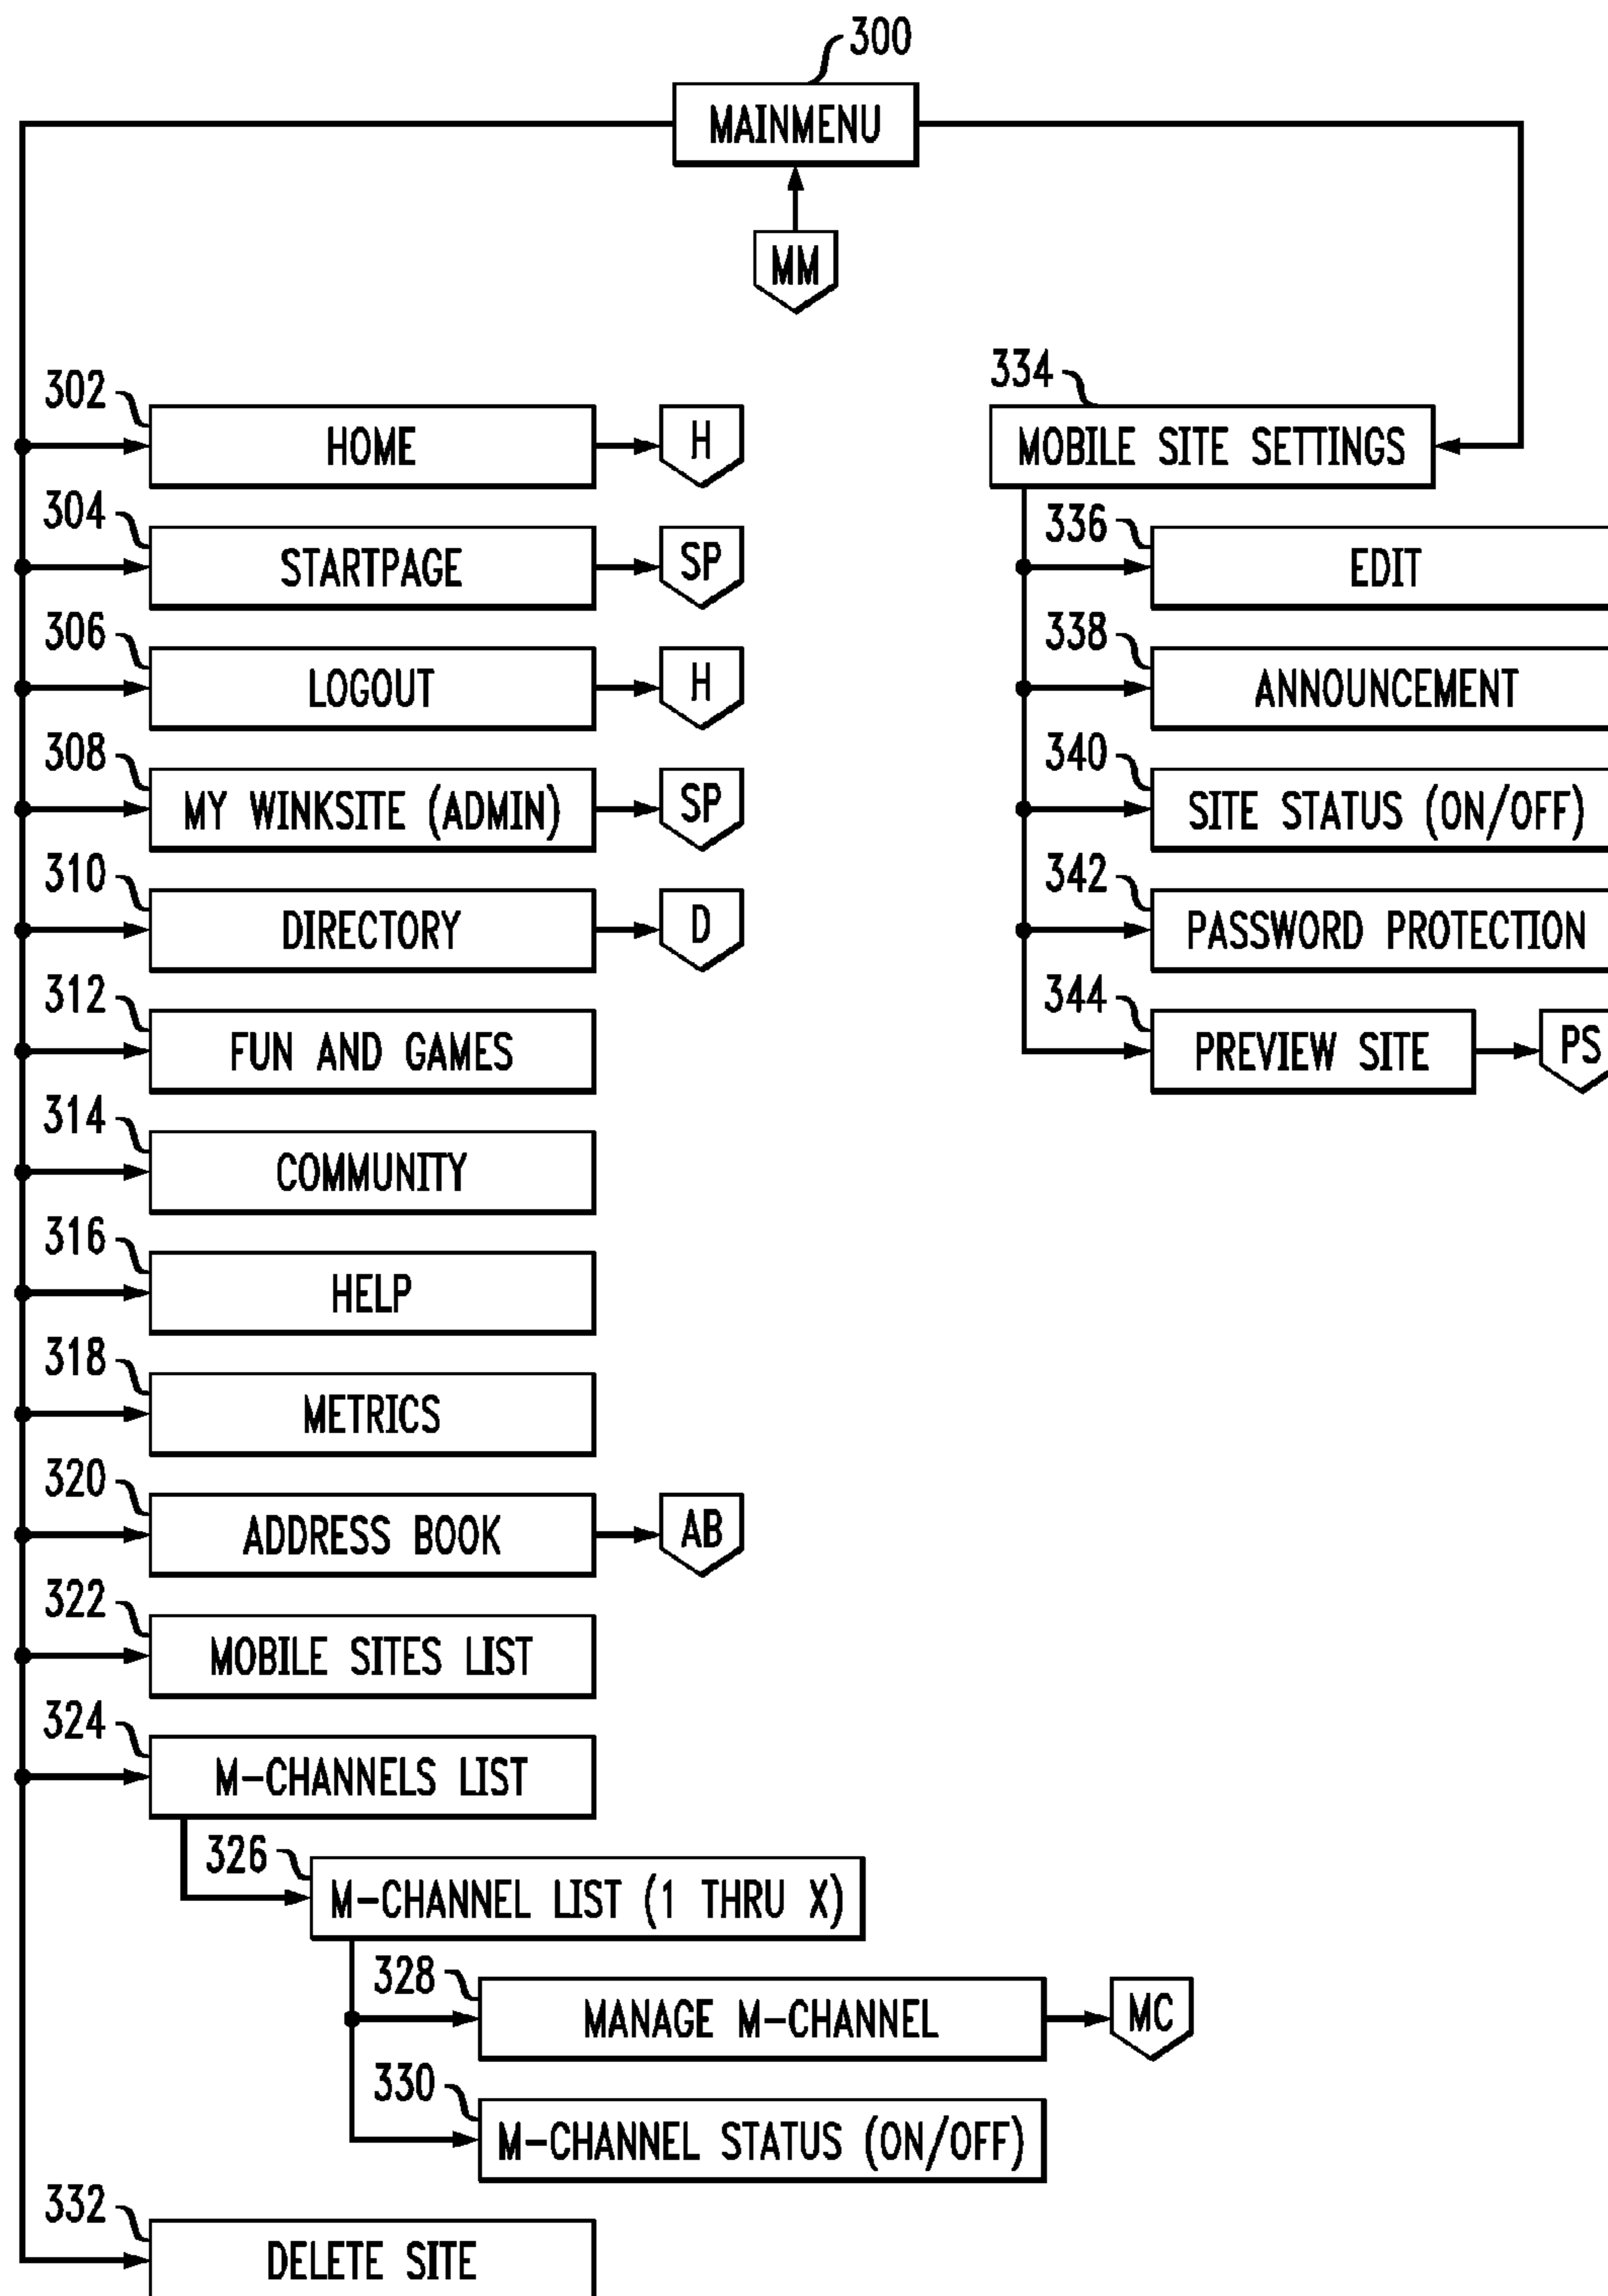 300
MAINMENU
MM
302
HOME
H
304
STARTPAGE
SP
306
LOGOUT
H
308
MY WINKSITE (ADMIN)
SP
310
DIRECTORY
D
312
FUN AND GAMES
314
COMMUNITY
316
HELP
318
METRICS
320
ADDRESS BOOK
AB
322
MOBILE SITES LIST
324
M-CHANNELS LIST
326
M-CHANNEL LIST (1 THRU X)
328
MANAGE M-CHANNEL
MC
330
M-CHANNEL STATUS (ON/OFF)
332
DELETE SITE
334
MOBILE SITE SETTINGS
336
EDIT
338
ANNOUNCEMENT
340
SITE STATUS (ON/OFF)
342
PASSWORD PROTECTION
344
PREVIEW SITE
PS